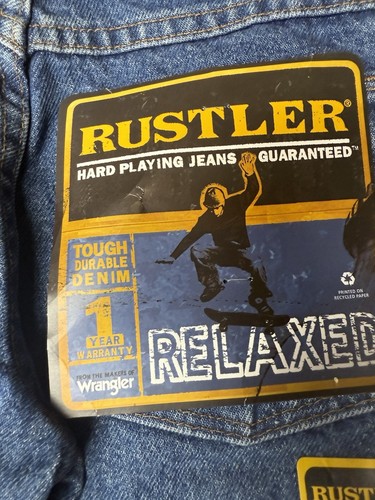 RUSTLER®
HARD PLAYING JEANS GUARANTEED™
TOUGH
DURABLE
DENIM
1
YEAR
WARRANTY
FROM THE MAKERS OF
Wrangler
PRINTED ON
RECYCLED PAPER
RELAXED
RUST